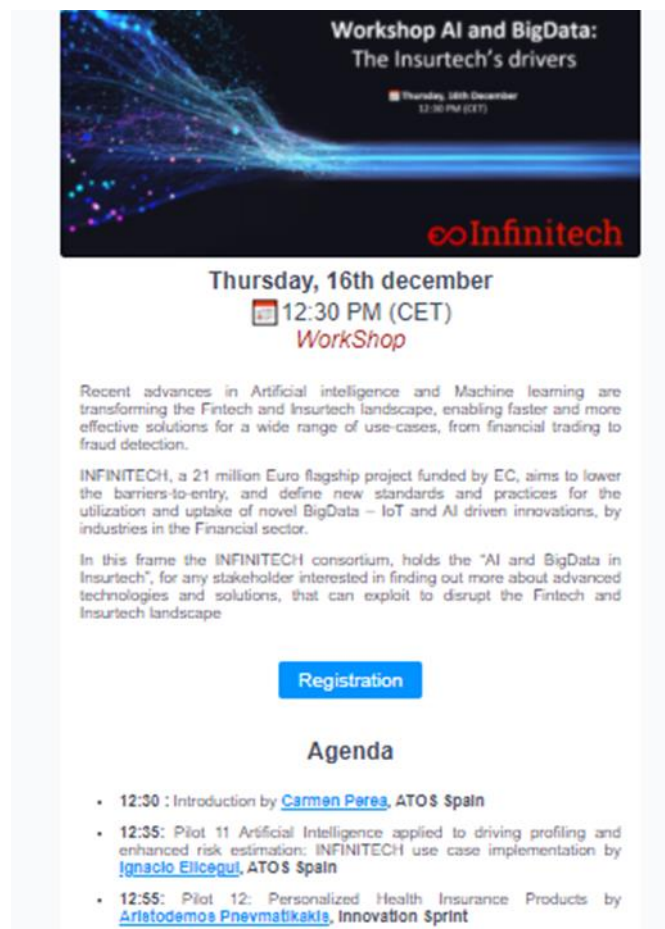 Workshop AI and BigData:
The Insurtech's drivers
Thursday, 16th December
12:30 PM (CET)
∞Infinitech
Thursday, 16th december
12:30 PM (CET)
WorkShop
Recent advances in Artificial intelligence and Machine learning are
transforming the Fintech and Insurtech landscape, enabling faster and more
effective solutions for a wide range of use-cases, from financial trading to
fraud detection.
INFINITECH, a 21 million Euro flagship project funded by EC, aims to lower
the barriers-to-entry, and define new standards and practices for the
utilization and uptake of novel BigData – IoT and AI driven innovations, by
industries in the Financial sector.
In this frame the INFINITECH consortium, holds the "AI and BigData in
Insurtech", for any stakeholder interested in finding out more about advanced
technologies and solutions, that can exploit to disrupt the Fintech and
Insurtech landscape
Registration
Agenda
• 12:30 : Introduction by Carmen Perea, ATOS Spain
• 12:35: Pilot 11 Artificial Intelligence applied to driving profiling and
enhanced risk estimation: INFINITECH use case implementation by
Ignacio Elicegui, ATOS Spain
• 12:55: Pilot 12: Personalized Health Insurance Products by
Aristodemos Pnevmatikakis, Innovation Sprint